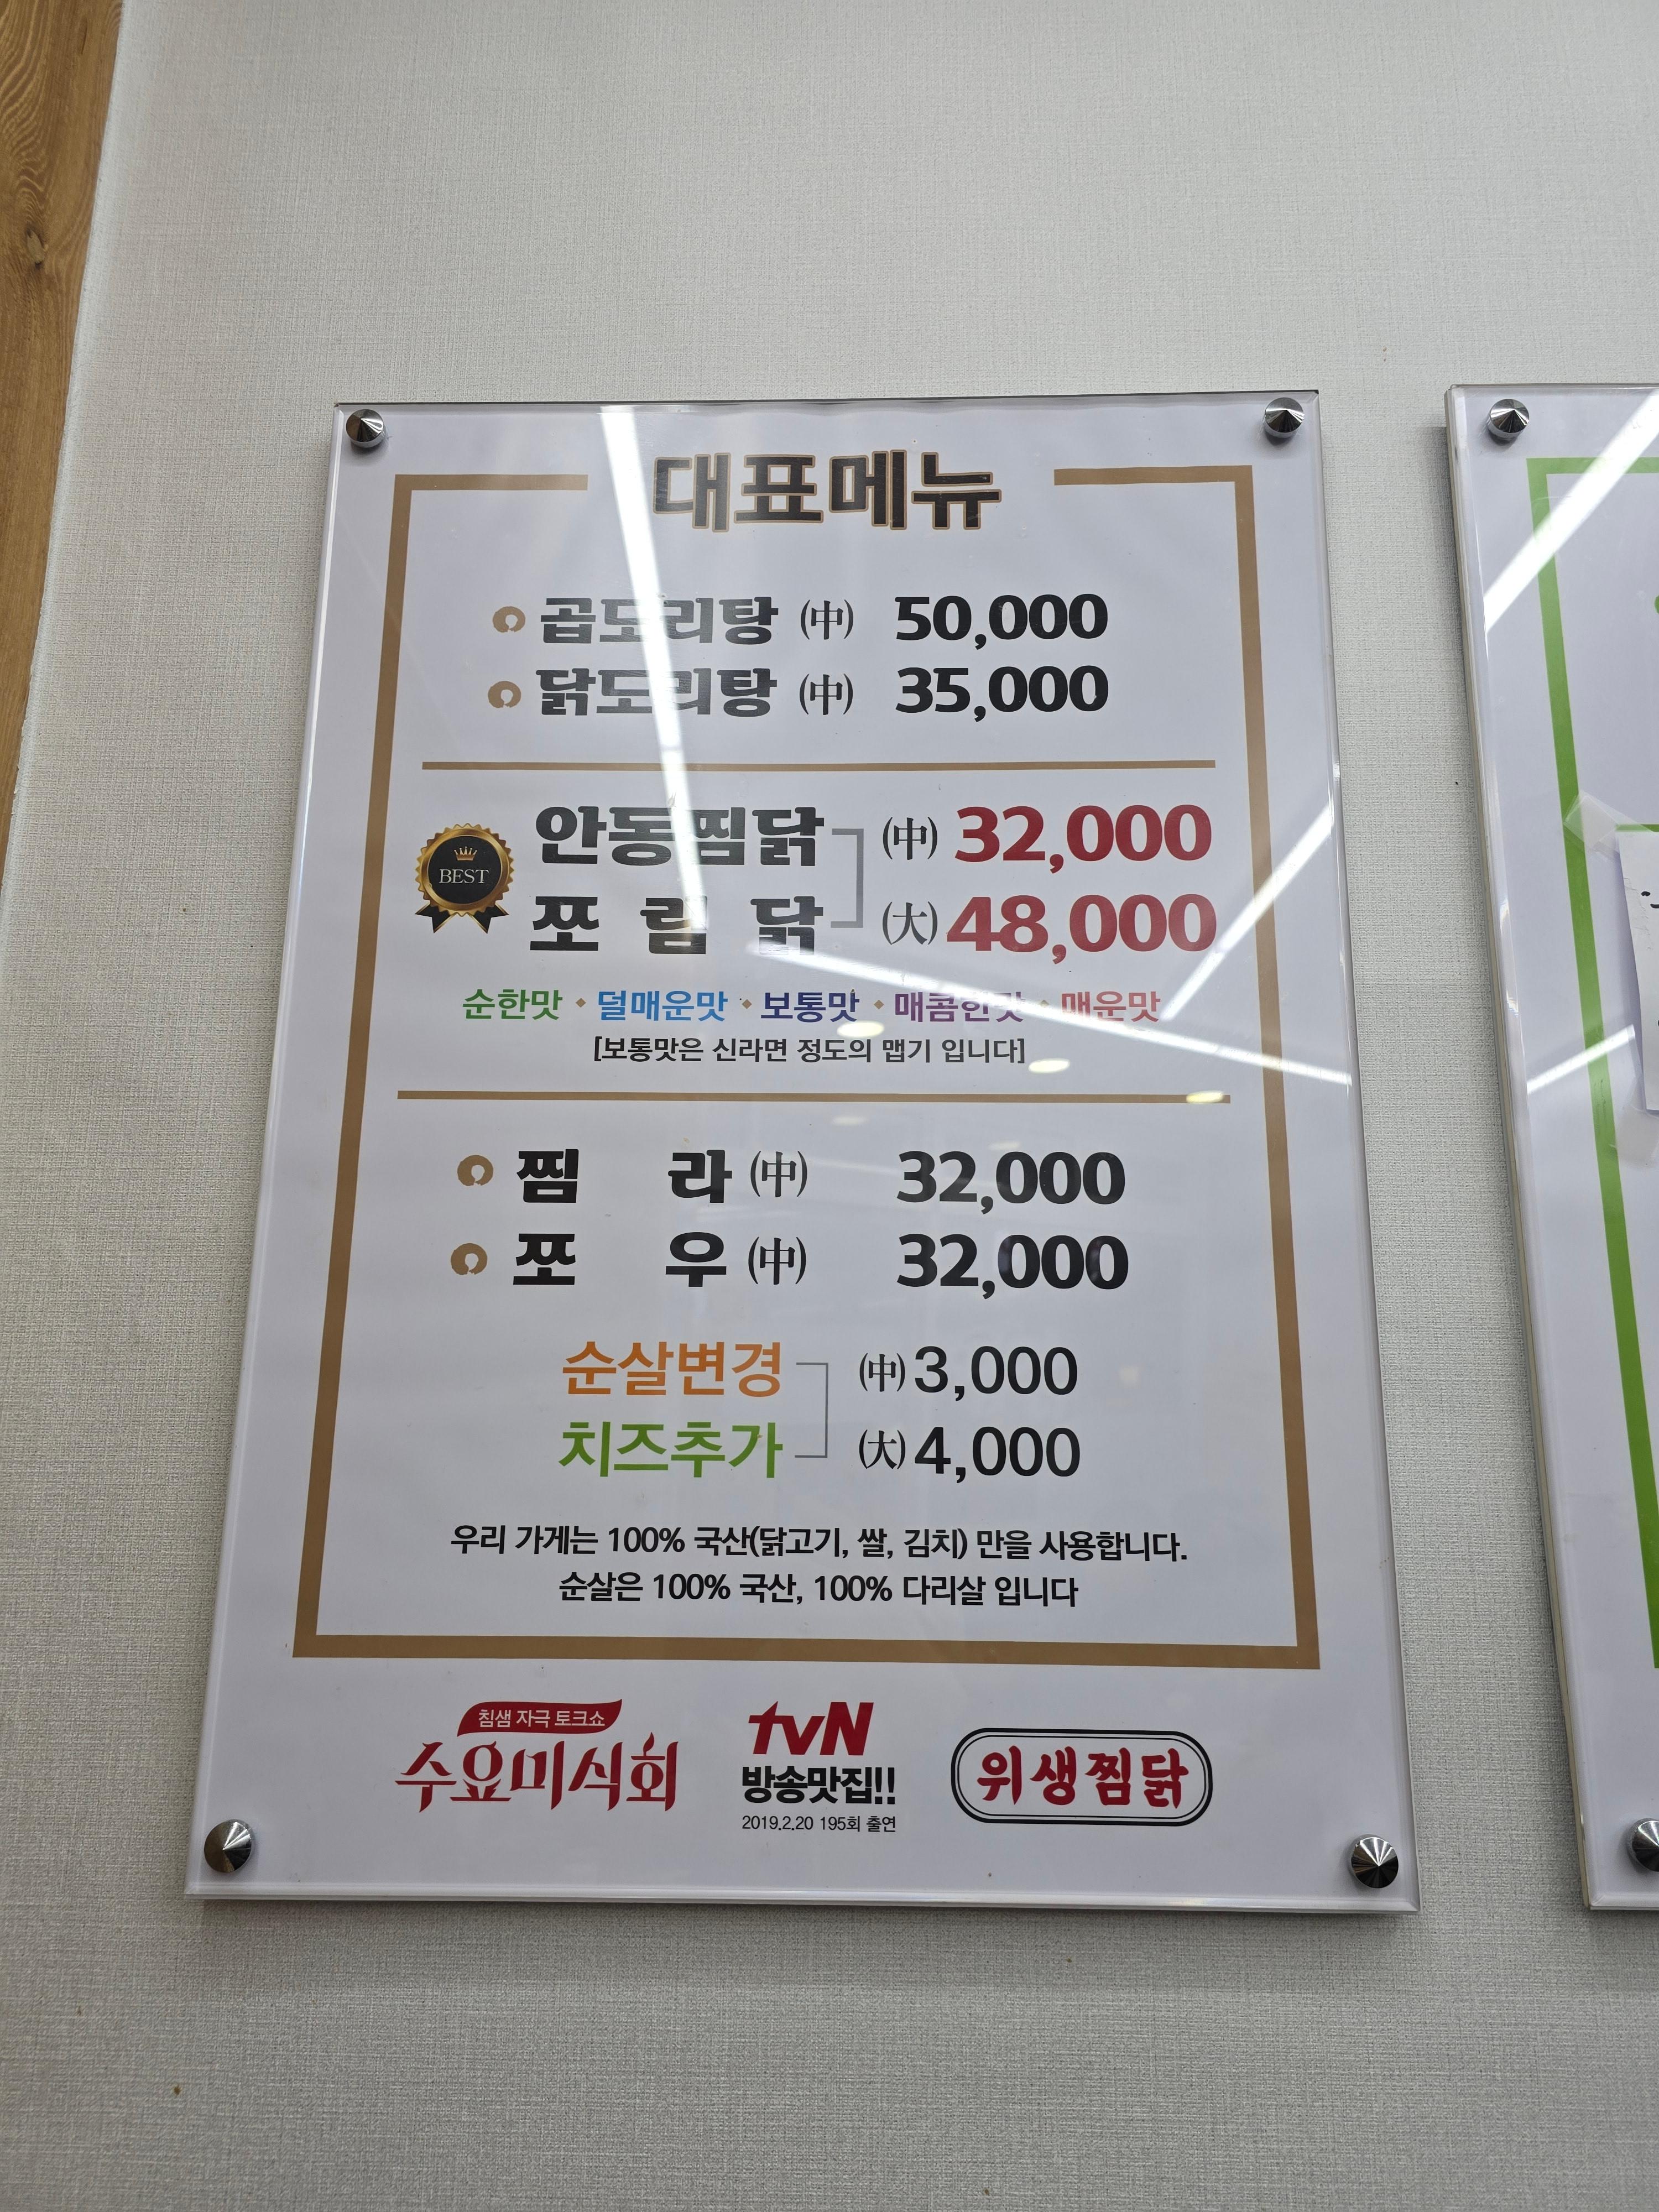 대표메뉴
곱도리탕 (中) 50,000
닭도리탕 (中) 35,000
BEST
안동찜닭 (中) 32,000
쪼림닭 (大) 48,000
순한맛 • 덜매운맛 • 보통맛 • 매콤한맛 • 매운맛
[보통맛은 신라면 정도의 맵기 입니다]
찜 라 (中) 32,000
쪼 우 (中) 32,000
순살변경 (中) 3,000
치즈추가 (大) 4,000
우리 가게는 100% 국산(닭고기, 쌀, 김치) 만을 사용합니다.
순살은 100% 국산, 100% 다리살 입니다
침샘 자극 토크쇼
수요미식회
tvN
방송맛집!!
2019.2.20 195회 출연
위생찜닭